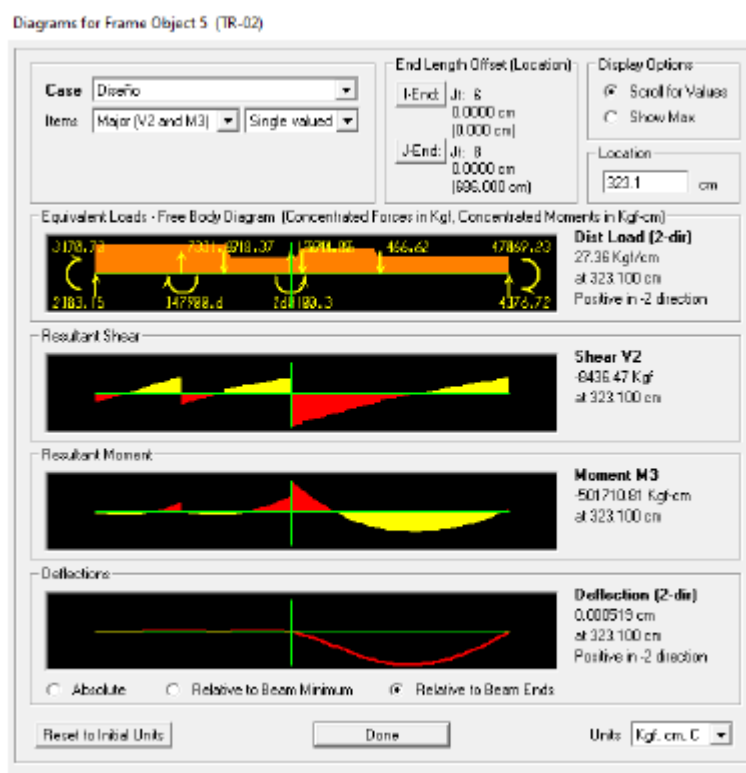 Diagrams for Frame Object 5 (TR-02)
Case Diseño
Items Major (V2 and M3) Single valued
End Length Offset (Location)
I-End: Jt: 6
0.0000 cm
(0.000 cm)
J-End: Jt: 8
0.0000 cm
(686.000 cm)
Display Options
Scroll for Values
Show Max
Location
323.1 cm
Equivalent Loads - Free Body Diagram (Concentrated Forces in Kgf, Concentrated Moments in Kgf-cm)
466.62
2183.15 147988.6 4376.72
Dist Load (2-dir)
27.36 Kgf/cm
at 323.100 cm
Positive in -2 direction
Resultant Shear
Shear V2
-8436.47 Kgf
at 323.100 cm
Resultant Moment
Moment M3
-501710.81 Kgf-cm
at 323.100 cm
Deflections
Deflection (2-dir)
0.000519 cm
at 323.100 cm
Positive in -2 direction
Absolute Relative to Beam Minimum Relative to Beam Ends
Reset to Initial Units Done Units Kgf, cm, C